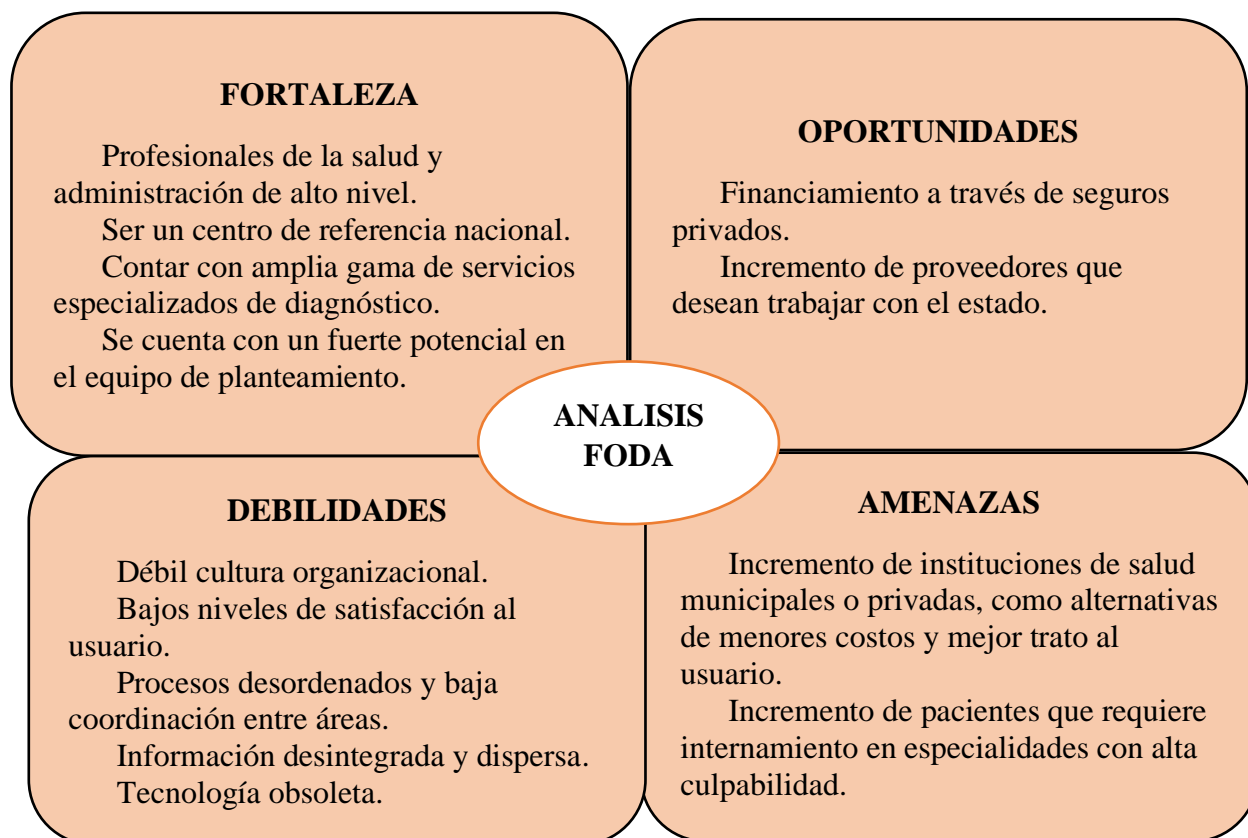 FORTALEZA
Profesionales de la salud y
administración de alto nivel.
Ser un centro de referencia nacional.
Contar con amplia gama de servicios
especializados de diagnóstico.
Se cuenta con un fuerte potencial en
el equipo de planteamiento.
OPORTUNIDADES
Financiamiento a través de seguros
privados.
Incremento de proveedores que
desean trabajar con el estado.
ANALISIS
FODA
DEBILIDADES
Débil cultura organizacional.
Bajos niveles de satisfacción al
usuario.
Procesos desordenados y baja
coordinación entre áreas.
Información desintegrada y dispersa.
Tecnología obsoleta.
AMENAZAS
Incremento de instituciones de salud
municipales o privadas, como alternativas
de menores costos y mejor trato al
usuario.
Incremento de pacientes que requiere
internamiento en especialidades con alta
culpabilidad.